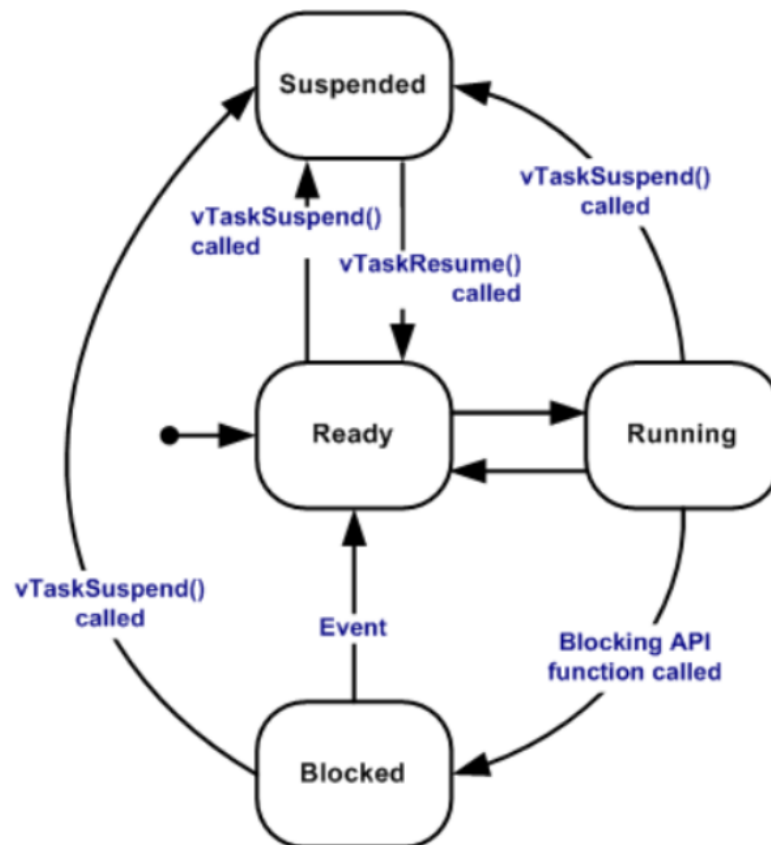 Suspended
vTaskSuspend()
called
vTaskSuspend()
called
vTaskResume()
called
Ready
Running
vTaskSuspend()
called
Event
Blocking API
function called
Blocked